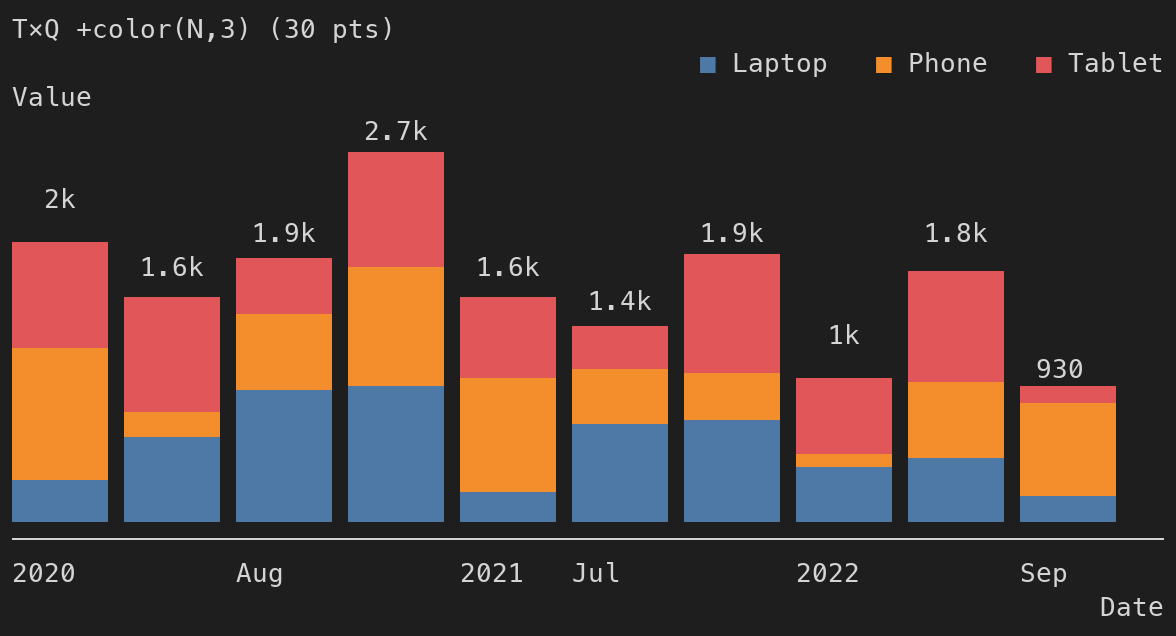 T×Q +color(N,3) (30 pts)
■ Laptop ■ Phone ■ Tablet
Value
2.7k
2k
1.9k 1.9k 1.8k
1.6k 1.6k
1.4k
1k
930
2020 Aug 2021 Jul 2022 Sep
Date